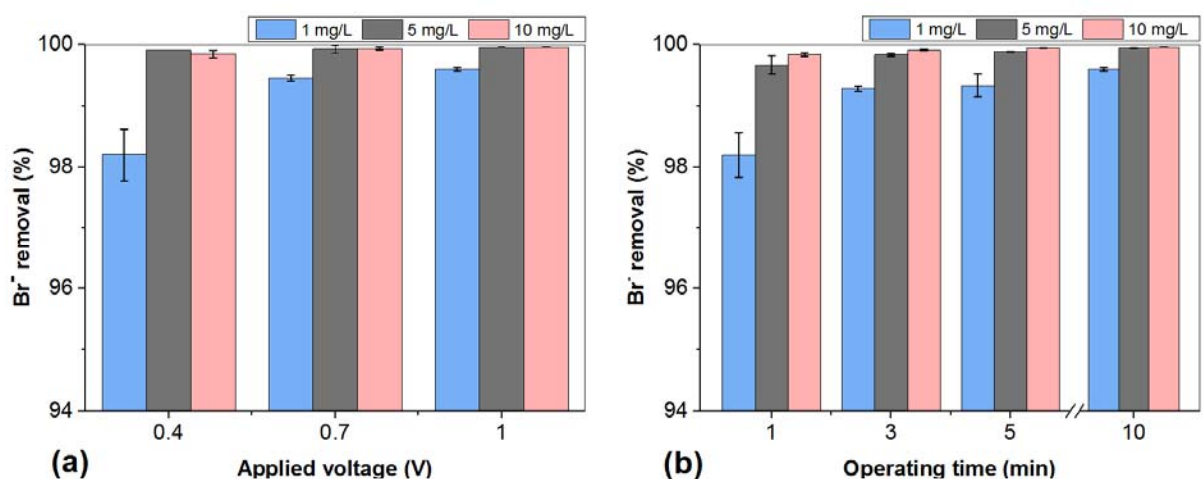 1 mg/L 5 mg/L 10 mg/L
100
98
96
94
Br⁻ removal (%)
0.4 0.7 1
Applied voltage (V)
(a)
1 mg/L 5 mg/L 10 mg/L
100
98
96
94
Br⁻ removal (%)
1 3 5 10
Operating time (min)
(b)